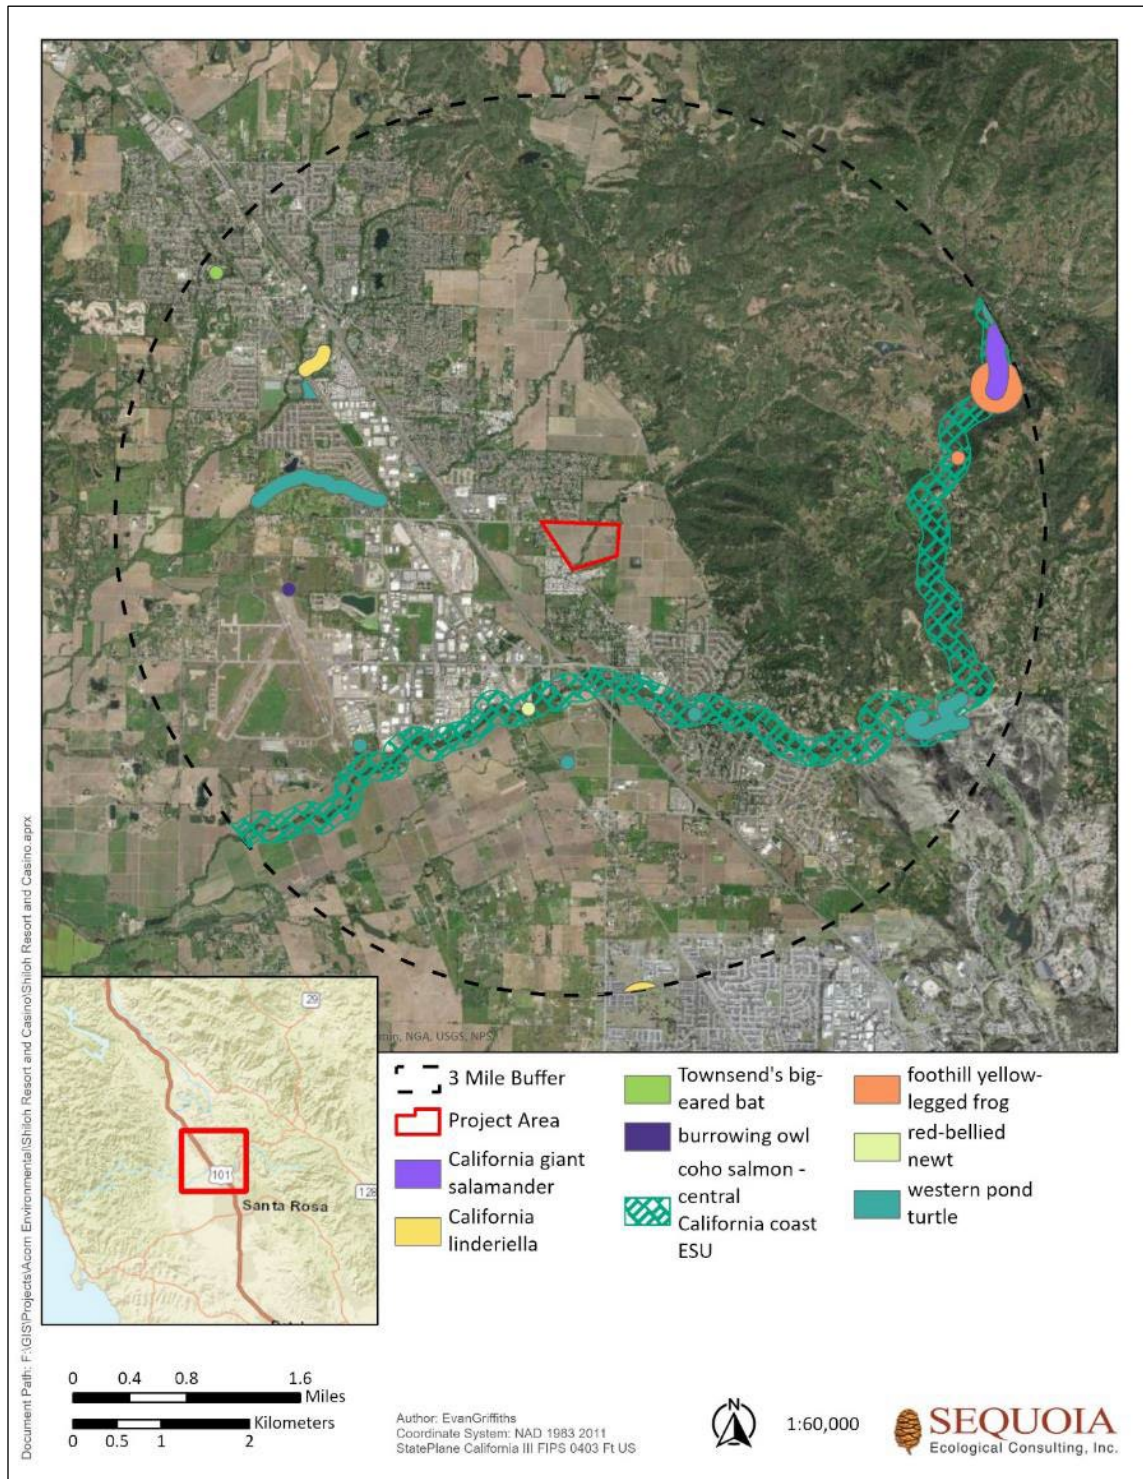 Document Path: F:\GIS\Projects\Acorn Environmental\Shiloh Resort and Casino\Shiloh Resort and Casino.aprx
NGA, USGS, NPS
29
101
Santa Rosa
128
3 Mile Buffer
Project Area
California giant
salamander
California
linderiella
Townsend's big-
eared bat
burrowing owl
coho salmon -
central
California coast
ESU
foothill yellow-
legged frog
red-bellied
newt
western pond
turtle
0 0.4 0.8 1.6
Miles
Kilometers
0 0.5 1 2
Author: EvanGriffiths
Coordinate System: NAD 1983 2011
StatePlane California III FIPS 0403 Ft US
N
1:60,000
SEQUOIA
Ecological Consulting, Inc.